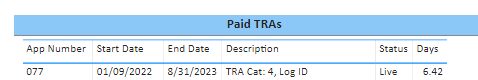 Paid TRAs
App Number Start Date End Date Description Status Days
077 01/09/2022 8/31/2023 TRA Cat: 4, Log ID Live 6.42